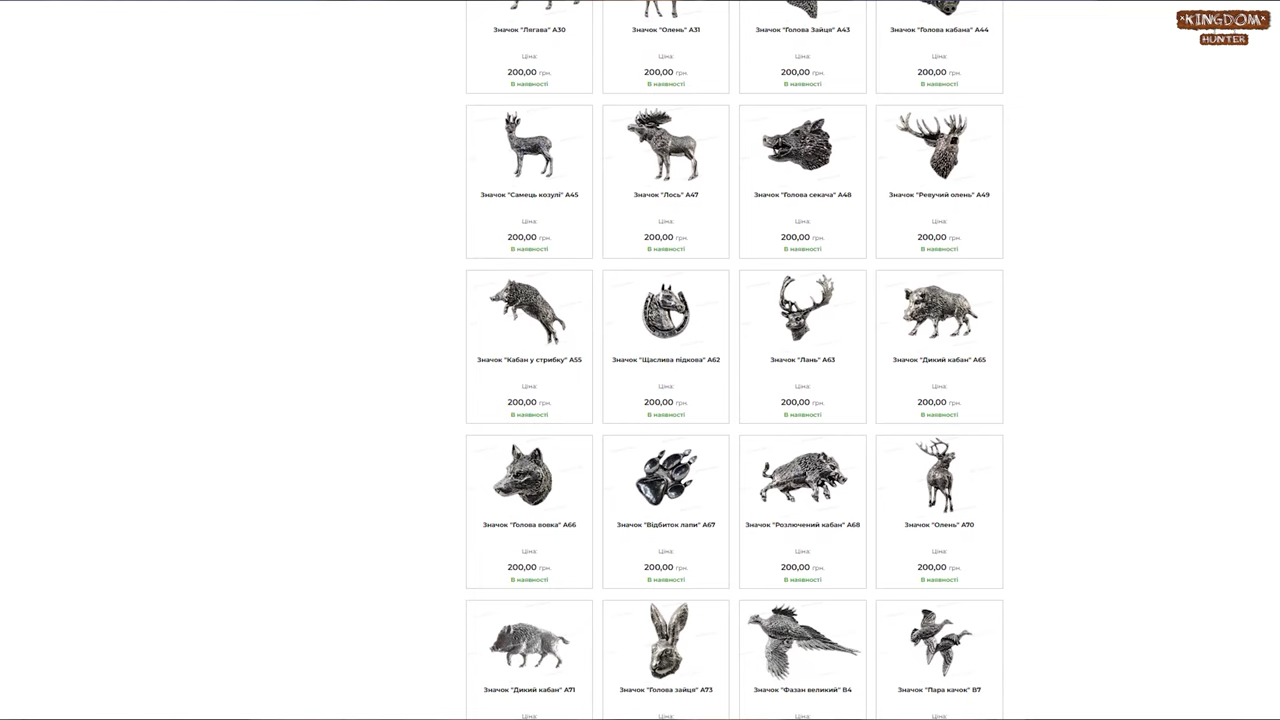 KINGDOM
HUNTER
Значок "Лягава" А30
Значок "Олень" А31
Значок "Голова Зайця" А43
Значок "Голова кабана" А44
Ціна:
Ціна:
Ціна:
Ціна:
200,00 грн.
200,00 грн.
200,00 грн.
200,00 грн.
В наявності
В наявності
В наявності
В наявності
Значок "Самець козулі" А45
Значок "Лось" А47
Значок "Голова секача" А48
Значок "Ревучий олень" А49
Ціна:
Ціна:
Ціна:
Ціна:
200,00 грн.
200,00 грн.
200,00 грн.
200,00 грн.
В наявності
В наявності
В наявності
В наявності
Значок "Кабан у стрибку" А55
Значок "Щаслива підкова" А62
Значок "Лань" А63
Значок "Дикий кабан" А65
Ціна:
Ціна:
Ціна:
Ціна:
200,00 грн.
200,00 грн.
200,00 грн.
200,00 грн.
В наявності
В наявності
В наявності
В наявності
Значок "Голова вовка" А66
Значок "Відбиток лапи" А67
Значок "Розлючений кабан" А68
Значок "Олень" А70
Ціна:
Ціна:
Ціна:
Ціна:
200,00 грн.
200,00 грн.
200,00 грн.
200,00 грн.
В наявності
В наявності
В наявності
В наявності
Значок "Дикий кабан" А71
Значок "Голова зайця" А73
Значок "Фазан великий" В4
Значок "Пара качок" В7
Ціна:
Ціна:
Ціна:
Ціна: